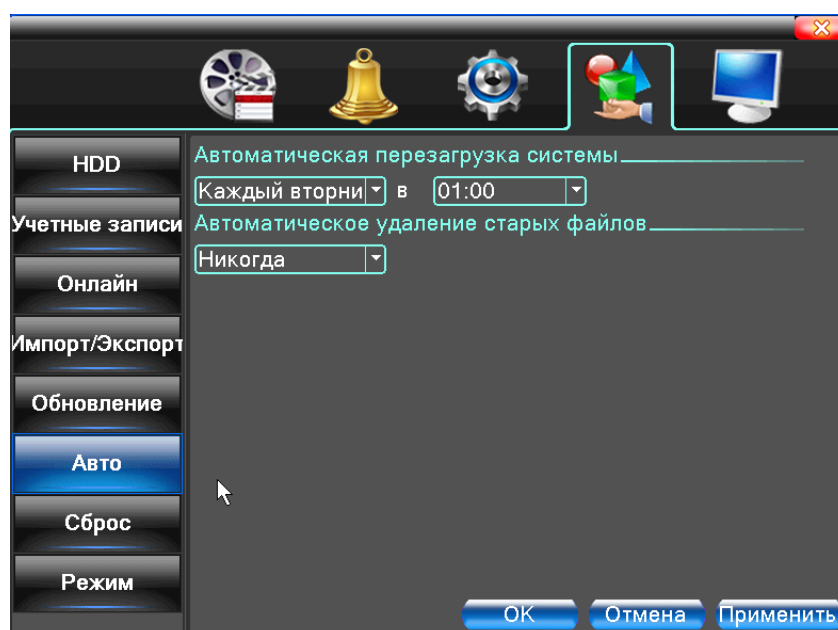 HDD
Учетные записи
Онлайн
Импорт/Экспорт
Обновление
Авто
Сброс
Режим
Автоматическая перезагрузка системы
Каждый вторни в 01:00
Автоматическое удаление старых файлов
Никогда
OK Отмена Применить